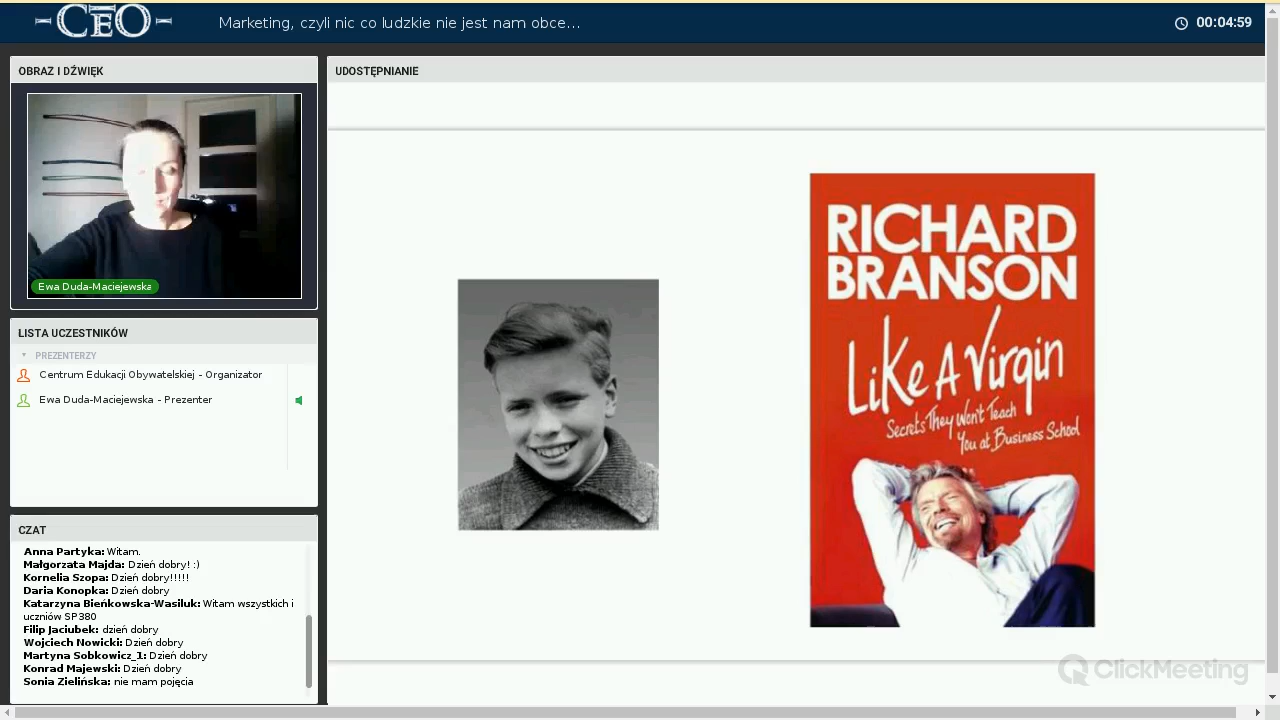 CEO
Marketing, czyli nic co ludzkie nie jest nam obce...
00:04:59
OBRAZ I DŹWIĘK
Ewa Duda-Maciejewska
LISTA UCZESTNIKÓW
PREZENTERZY
Centrum Edukacji Obywatelskiej - Organizator
Ewa Duda-Maciejewska - Prezenter
CZAT
Anna Partyka: Witam.
Małgorzata Majda: Dzień dobry! :)
Kornelia Szopa: Dzień dobry!!!!!
Daria Konopka: Dzień dobry
Katarzyna Bieńkowska-Wasiluk: Witam wszystkich i
uczniów SP380
Filip Jaciubek: dzień dobry
Wojciech Nowicki: Dzień dobry
Martyna Sobkowicz_1: Dzień dobry
Konrad Majewski: Dzień dobry
Sonia Zielińska: nie mam pojęcia
UDOSTĘPNIANIE
RICHARD
BRANSON
Like A Virgin
Secrets They Won't Teach
You at Business School
ClickMeeting